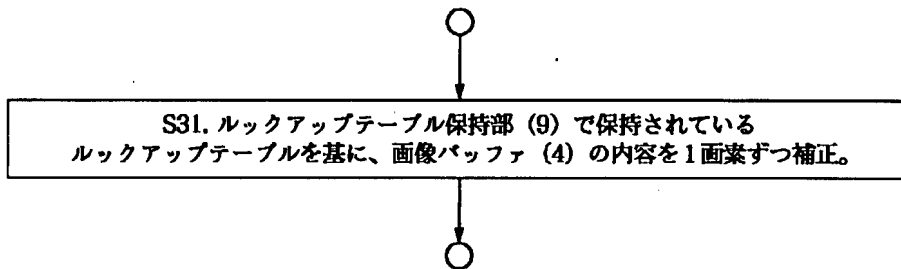 S31. ルックアップテーブル保持部（9）で保持されている
ルックアップテーブルを基に、画像バッファ（4）の内容を1画素ずつ補正。